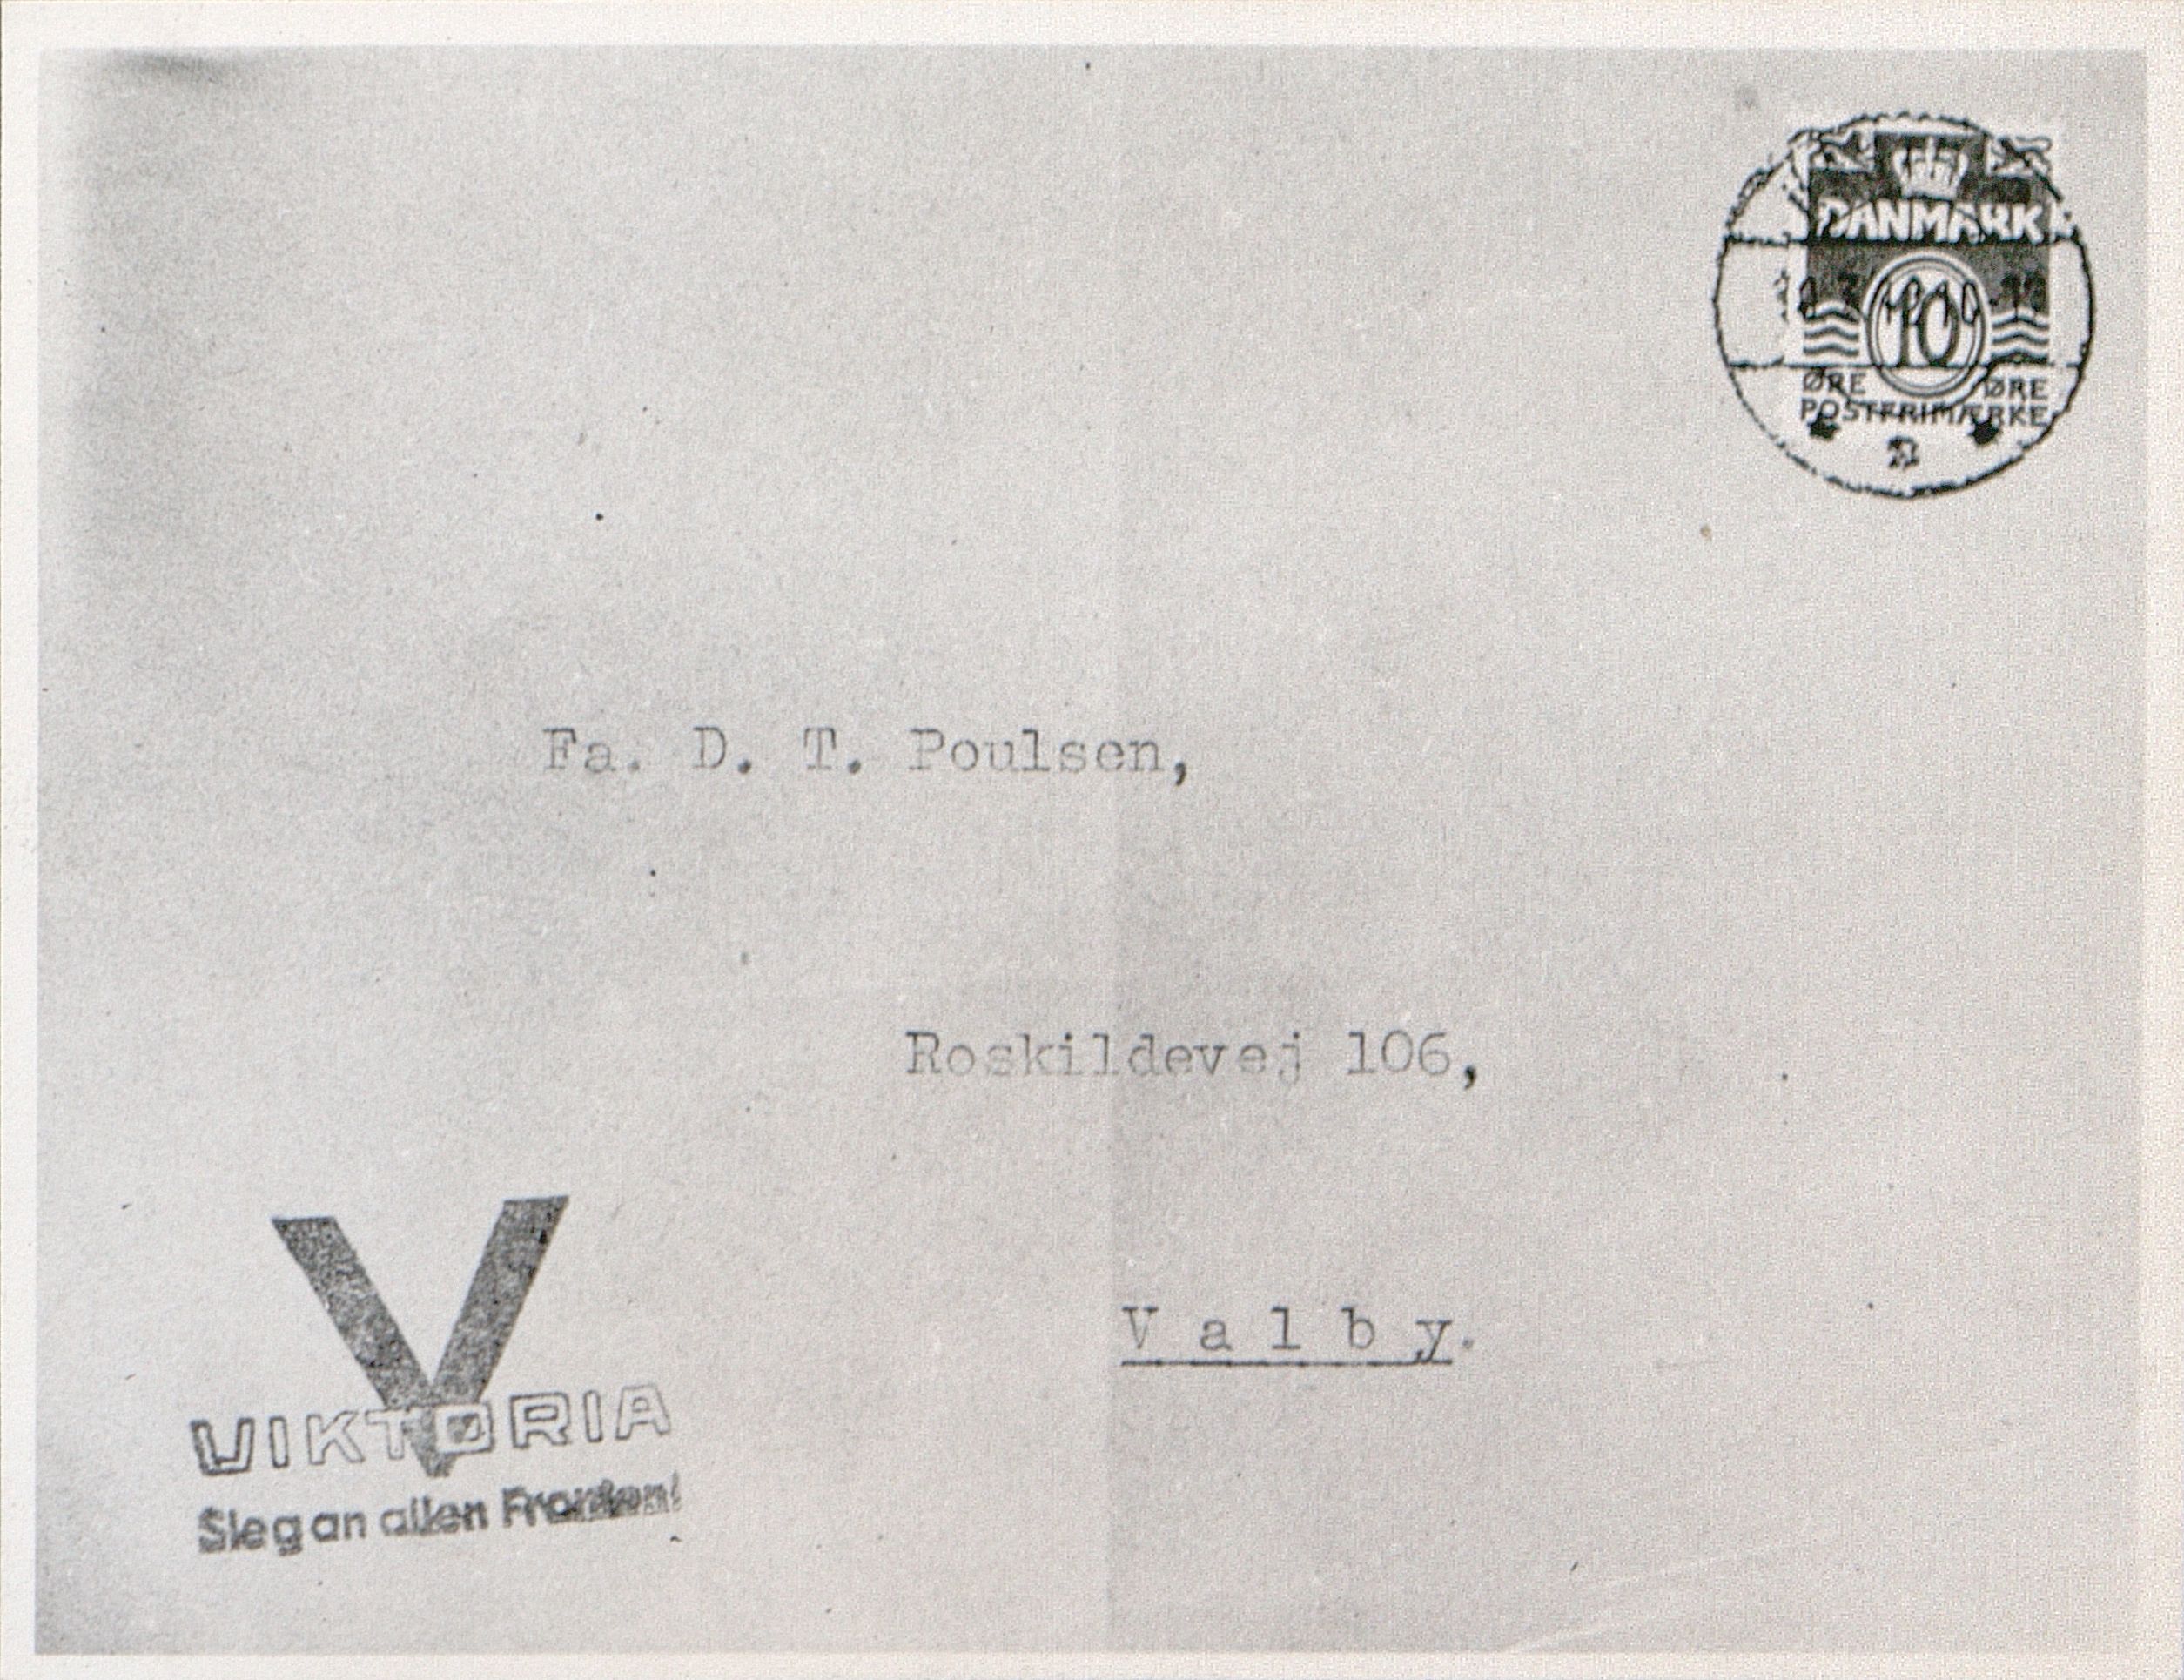 DANMARK
10
ØRE ØRE
POSTFRIMÆRKE
Fa. D. T. Poulsen,
Roskildevej 106,
Valby.
V
VIKTORIA
Sieg an allen Fronten!